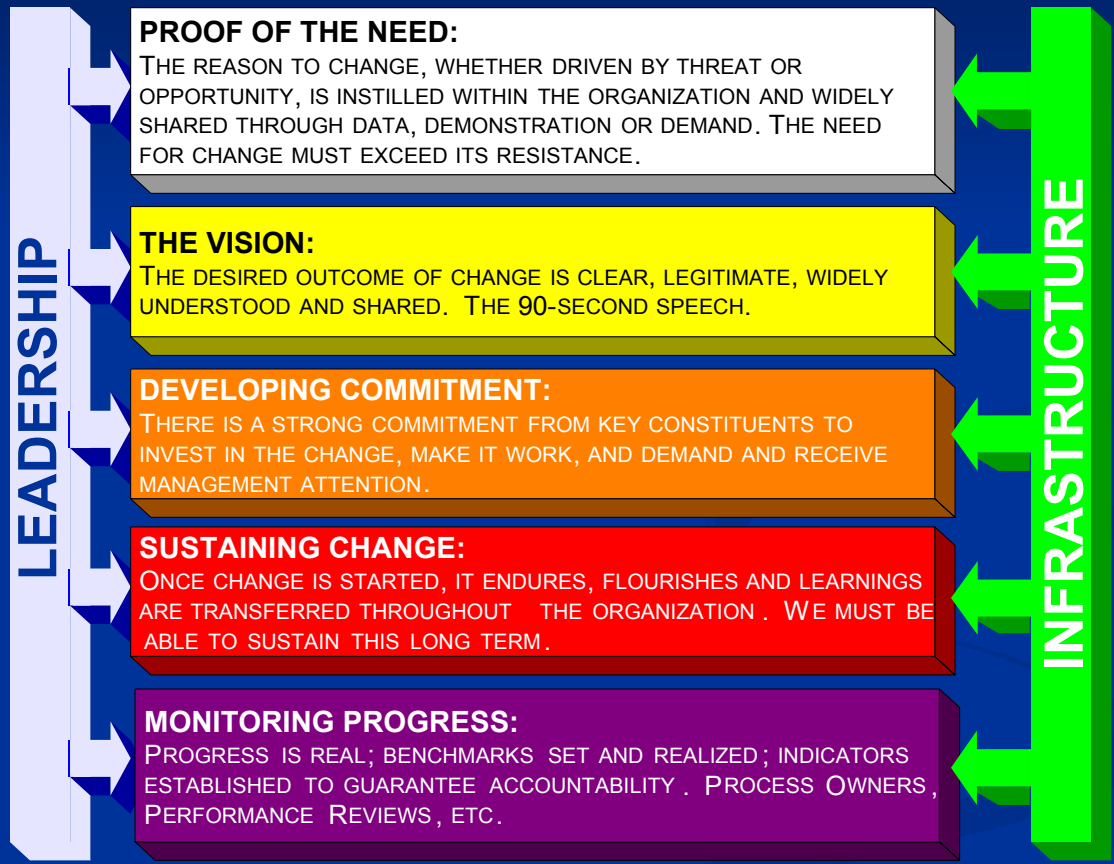 LEADERSHIP
PROOF OF THE NEED:
THE REASON TO CHANGE, WHETHER DRIVEN BY THREAT OR
OPPORTUNITY, IS INSTILLED WITHIN THE ORGANIZATION AND WIDELY
SHARED THROUGH DATA, DEMONSTRATION OR DEMAND. THE NEED
FOR CHANGE MUST EXCEED ITS RESISTANCE.
THE VISION:
THE DESIRED OUTCOME OF CHANGE IS CLEAR, LEGITIMATE, WIDELY
UNDERSTOOD AND SHARED. THE 90-SECOND SPEECH.
DEVELOPING COMMITMENT:
THERE IS A STRONG COMMITMENT FROM KEY CONSTITUENTS TO
INVEST IN THE CHANGE, MAKE IT WORK, AND DEMAND AND RECEIVE
MANAGEMENT ATTENTION.
SUSTAINING CHANGE:
ONCE CHANGE IS STARTED, IT ENDURES, FLOURISHES AND LEARNINGS
ARE TRANSFERRED THROUGHOUT THE ORGANIZATION. WE MUST BE
ABLE TO SUSTAIN THIS LONG TERM.
MONITORING PROGRESS:
PROGRESS IS REAL; BENCHMARKS SET AND REALIZED; INDICATORS
ESTABLISHED TO GUARANTEE ACCOUNTABILITY. PROCESS OWNERS,
PERFORMANCE REVIEWS, ETC.
INFRASTRUCTURE